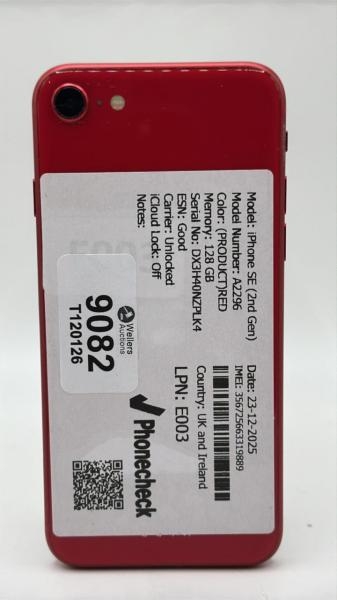 Model: iPhone SE (2nd Gen)
Model Number: A2296
Color: (PRODUCT)RED
Memory: 128 GB
Serial No: DX3H40NZPLK4
ESN: Good
Carrier: Unlocked
iCloud Lock: Off
Notes:
Date: 23-12-2025
IMEI: 356725663319889
Country: UK and Ireland
LPN: E003
Phonecheck
Wellers
Auctions
9082
T120126